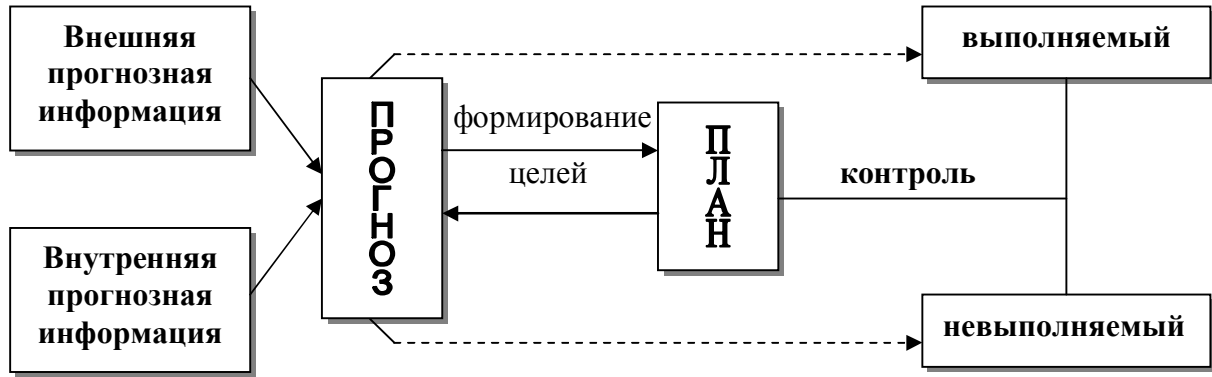 Внешняя
прогнозная
информация
Внутренняя
прогнозная
информация
ПРОГНОЗ
формирование
целей
ПЛАН
контроль
выполняемый
невыполняемый